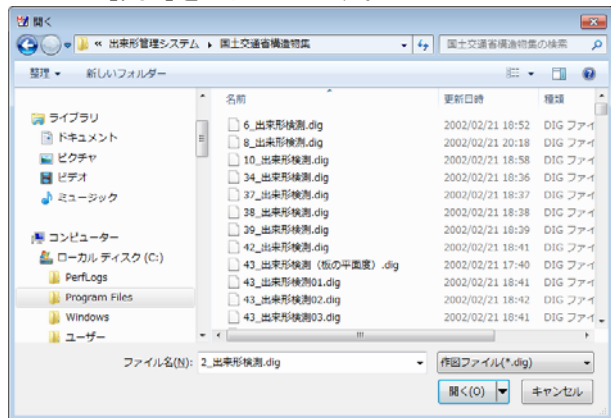 開く
« 出来形管理システム ▸ 国土交通省構造物集
国土交通省構造物集の検索
整理 ▾ 新しいフォルダー
名前 更新日時 種類
ライブラリ
ドキュメント
ピクチャ
ビデオ
ミュージック
コンピューター
ローカル ディスク (C:)
PerfLogs
Program Files
Windows
ユーザー
6_出来形検測.dig 2002/02/21 18:52 DIG ファイ
8_出来形検測.dig 2002/02/21 20:18 DIG ファイ
10_出来形検測.dig 2002/02/21 18:58 DIG ファイ
34_出来形検測.dig 2002/02/21 18:36 DIG ファイ
37_出来形検測.dig 2002/02/21 18:37 DIG ファイ
38_出来形検測.dig 2002/02/21 18:38 DIG ファイ
39_出来形検測.dig 2002/02/21 18:39 DIG ファイ
42_出来形検測.dig 2002/02/21 18:41 DIG ファイ
43_出来形検測（板の平面度）.dig 2002/02/21 17:40 DIG ファイ
43_出来形検測01.dig 2002/02/21 18:41 DIG ファイ
43_出来形検測02.dig 2002/02/21 18:42 DIG ファイ
43_出来形検測03.dig 2002/02/21 18:41 DIG ファイ
ファイル名(N): 2_出来形検測.dig
作図ファイル(*.dig)
開く(O) キャンセル